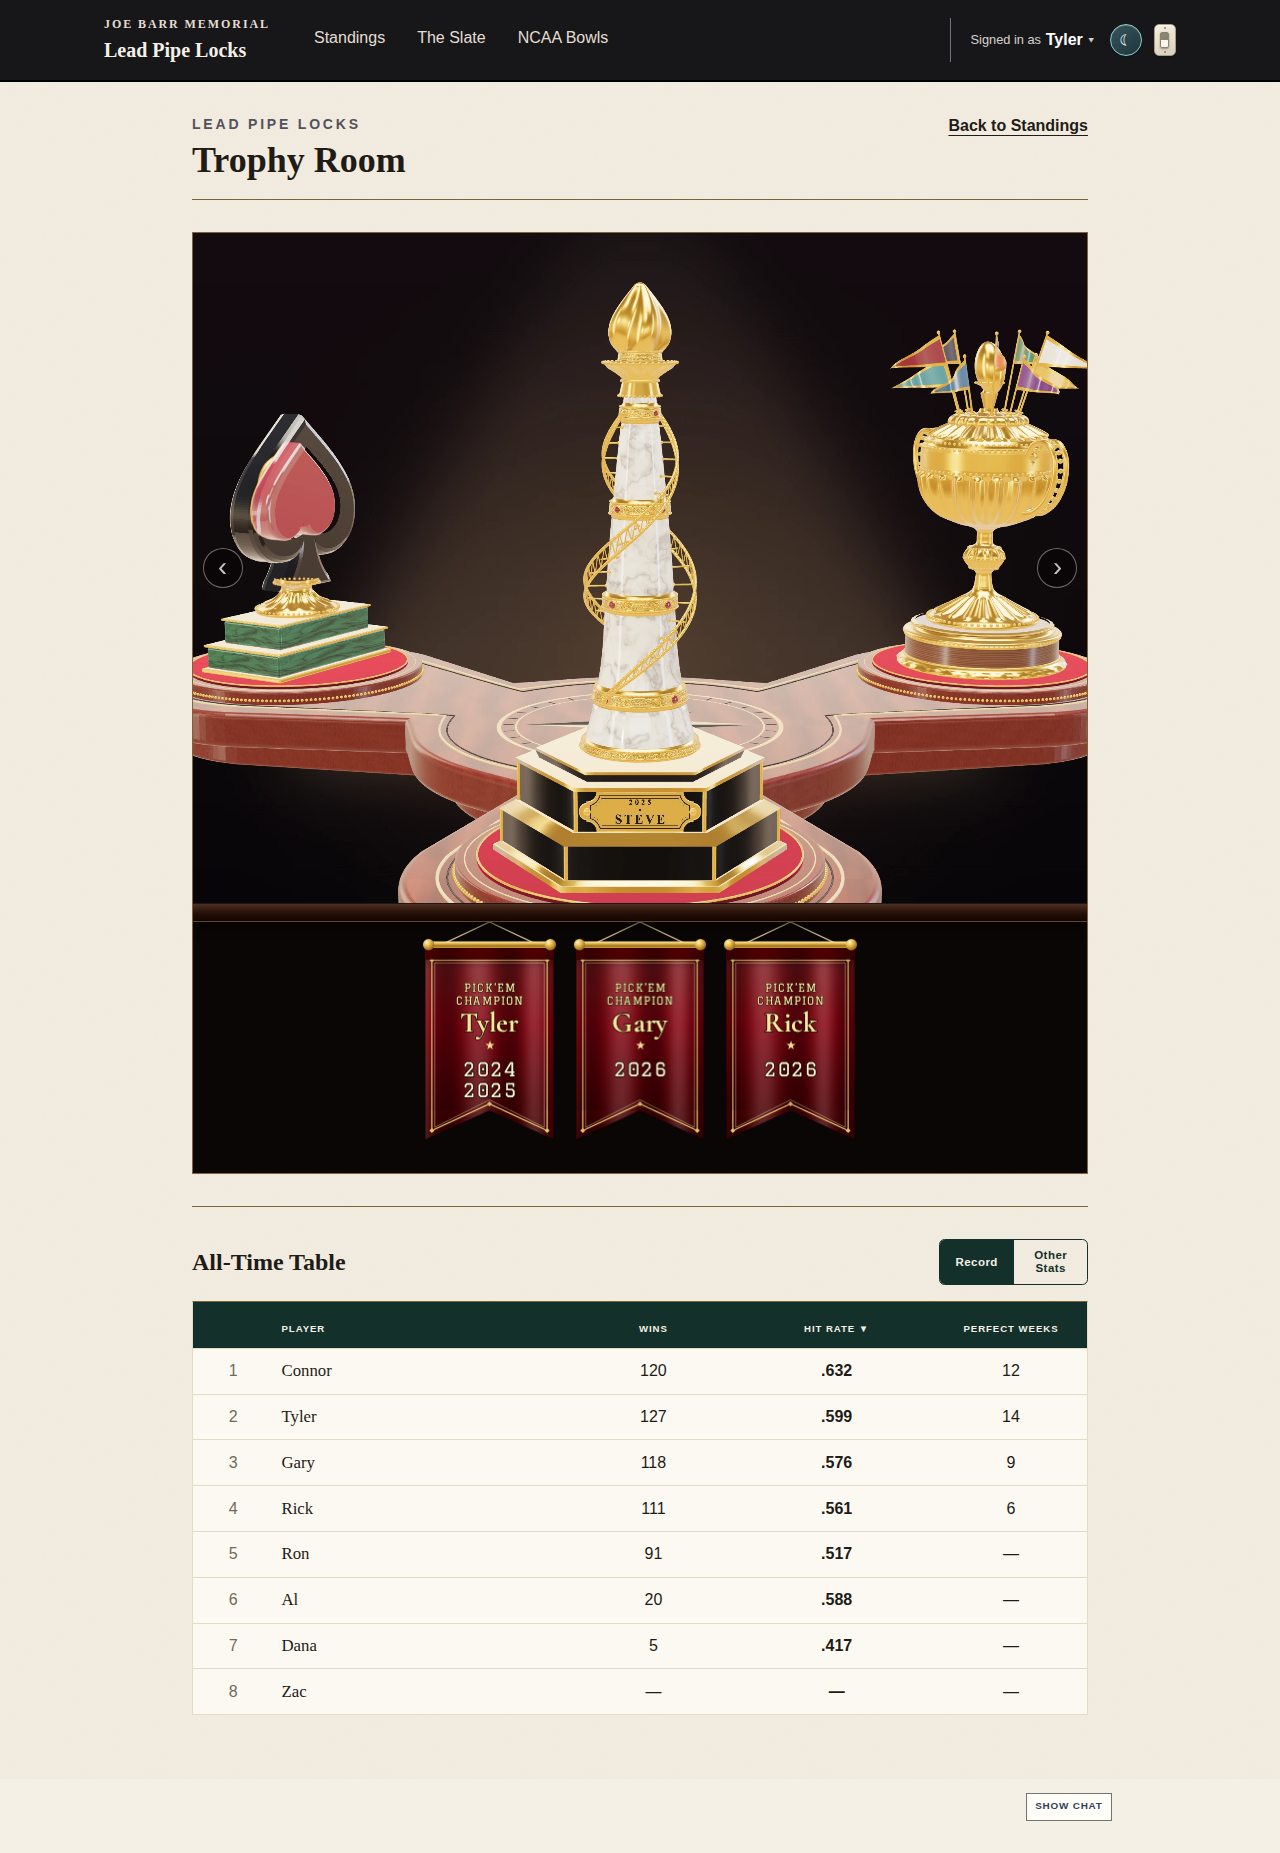 JOE BARR MEMORIAL
Lead Pipe Locks
Standings
The Slate
NCAA Bowls
Signed in as Tyler ▾
LEAD PIPE LOCKS
Back to Standings
Trophy Room
2025
STEVE
PICK'EM
CHAMPION
Tyler
2024
2025
PICK'EM
CHAMPION
Gary
2026
PICK'EM
CHAMPION
Rick
2026
All-Time Table
Record
Other
Stats
PLAYER WINS HIT RATE ▼ PERFECT WEEKS
1 Connor 120 .632 12
2 Tyler 127 .599 14
3 Gary 118 .576 9
4 Rick 111 .561 6
5 Ron 91 .517 —
6 Al 20 .588 —
7 Dana 5 .417 —
8 Zac — — —
SHOW CHAT